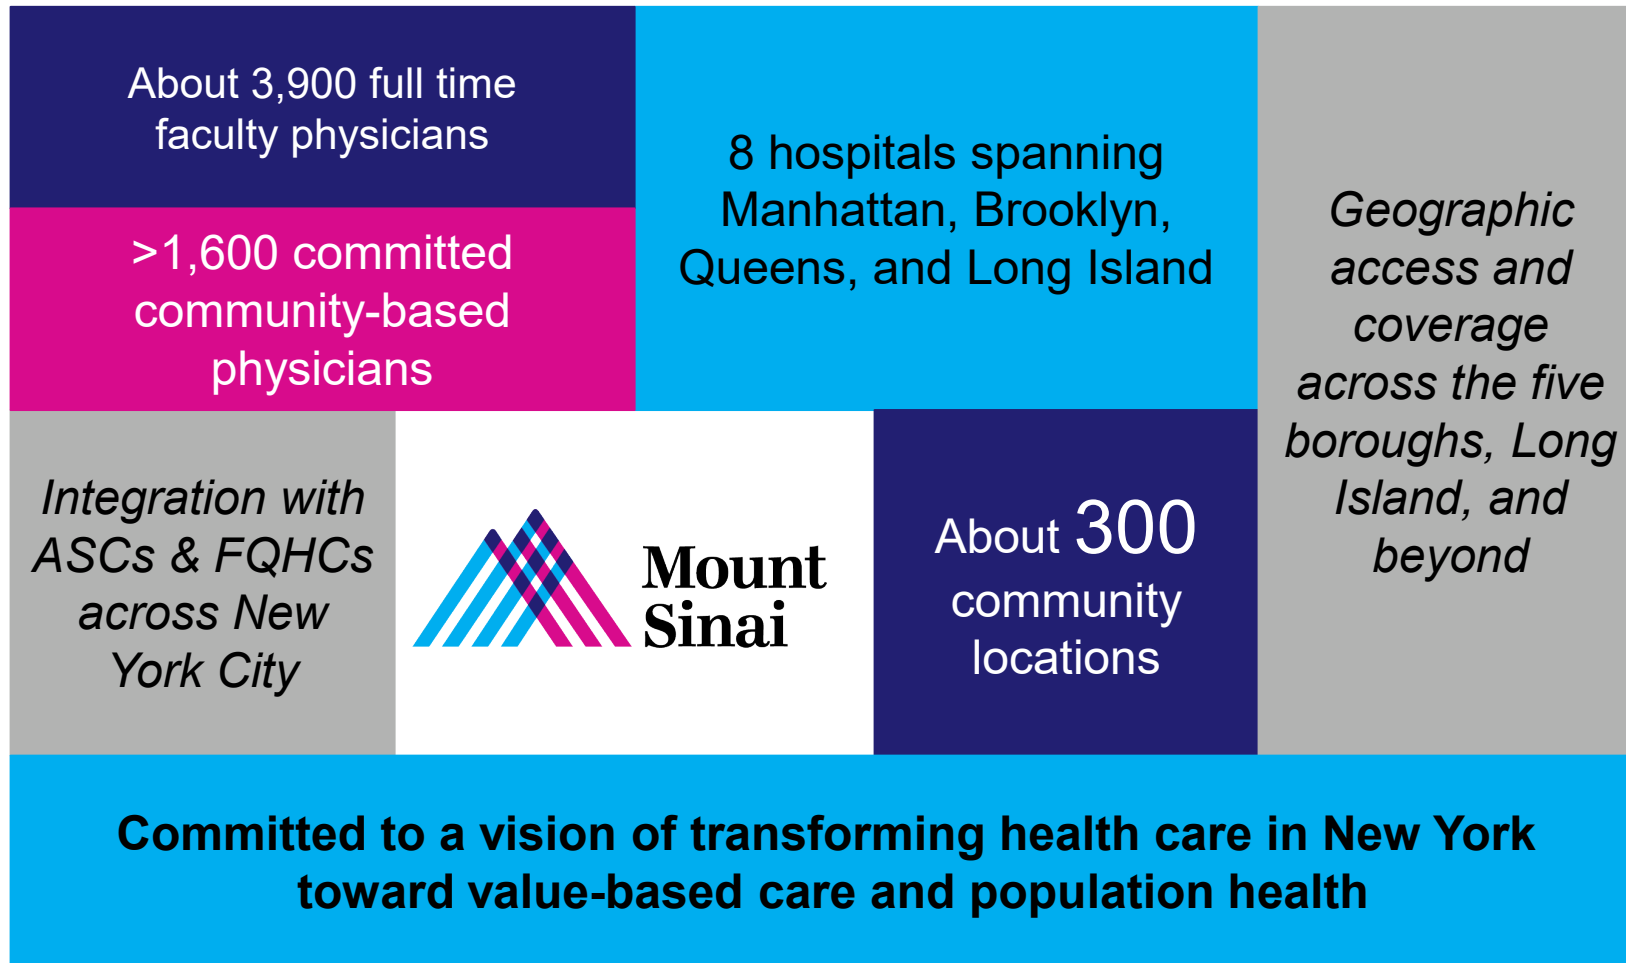 About 3,900 full time
faculty physicians
>1,600 committed
community-based
physicians
8 hospitals spanning
Manhattan, Brooklyn,
Queens, and Long Island
Geographic
access and
coverage
across the five
boroughs, Long
Island, and
beyond
Integration with
ASCs & FQHCs
across New
York City
Mount
Sinai
About 300
community
locations
Committed to a vision of transforming health care in New York
toward value-based care and population health